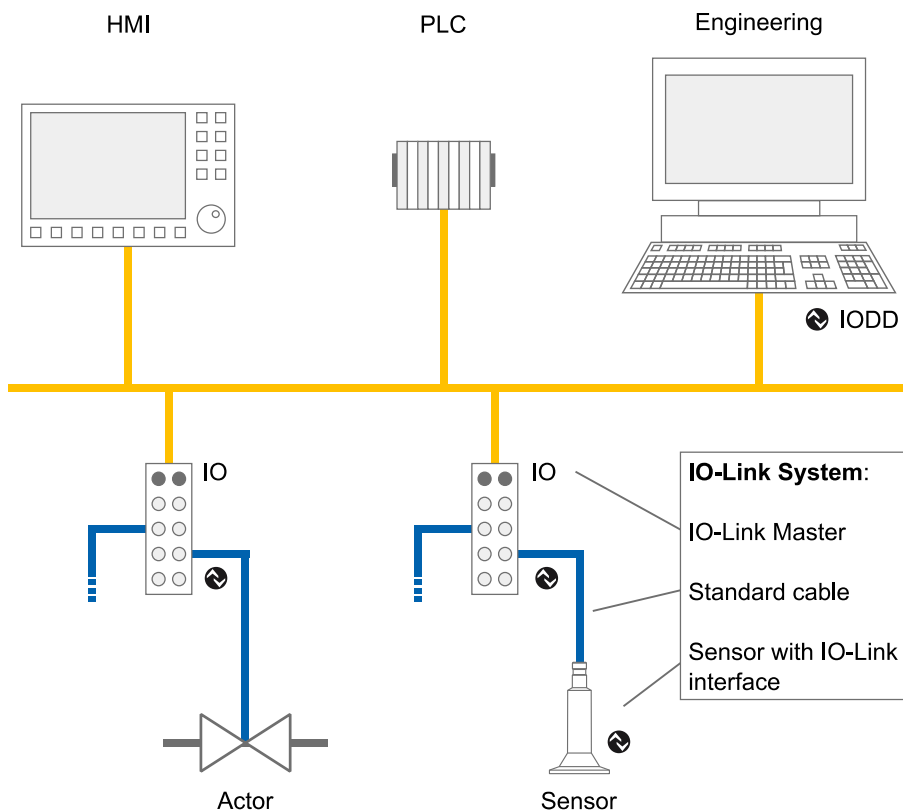 HMI
PLC
Engineering
IODD
IO
IO
IO-Link System:
IO-Link Master
Standard cable
Sensor with IO-Link
interface
Actor
Sensor